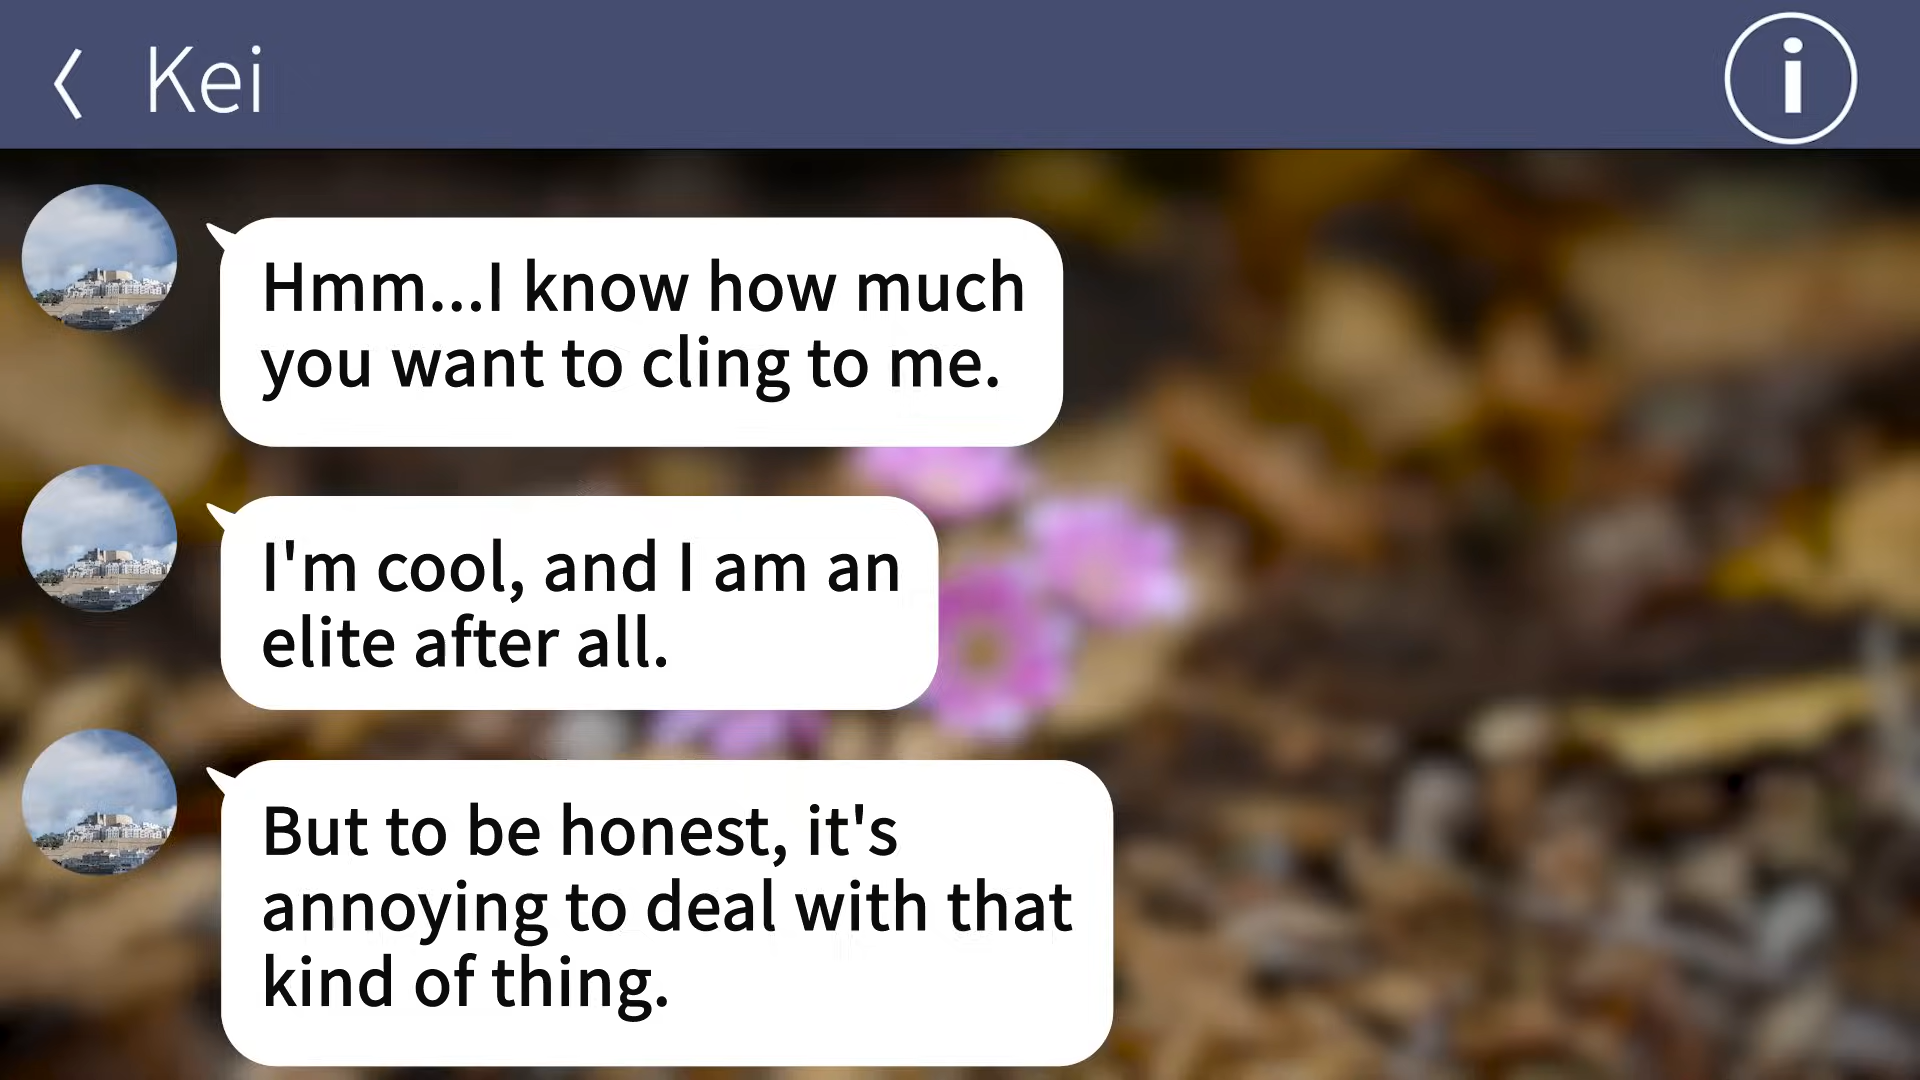 Kei
Hmm...I know how much
you want to cling to me.
I'm cool, and I am an
elite after all.
But to be honest, it's
annoying to deal with that
kind of thing.